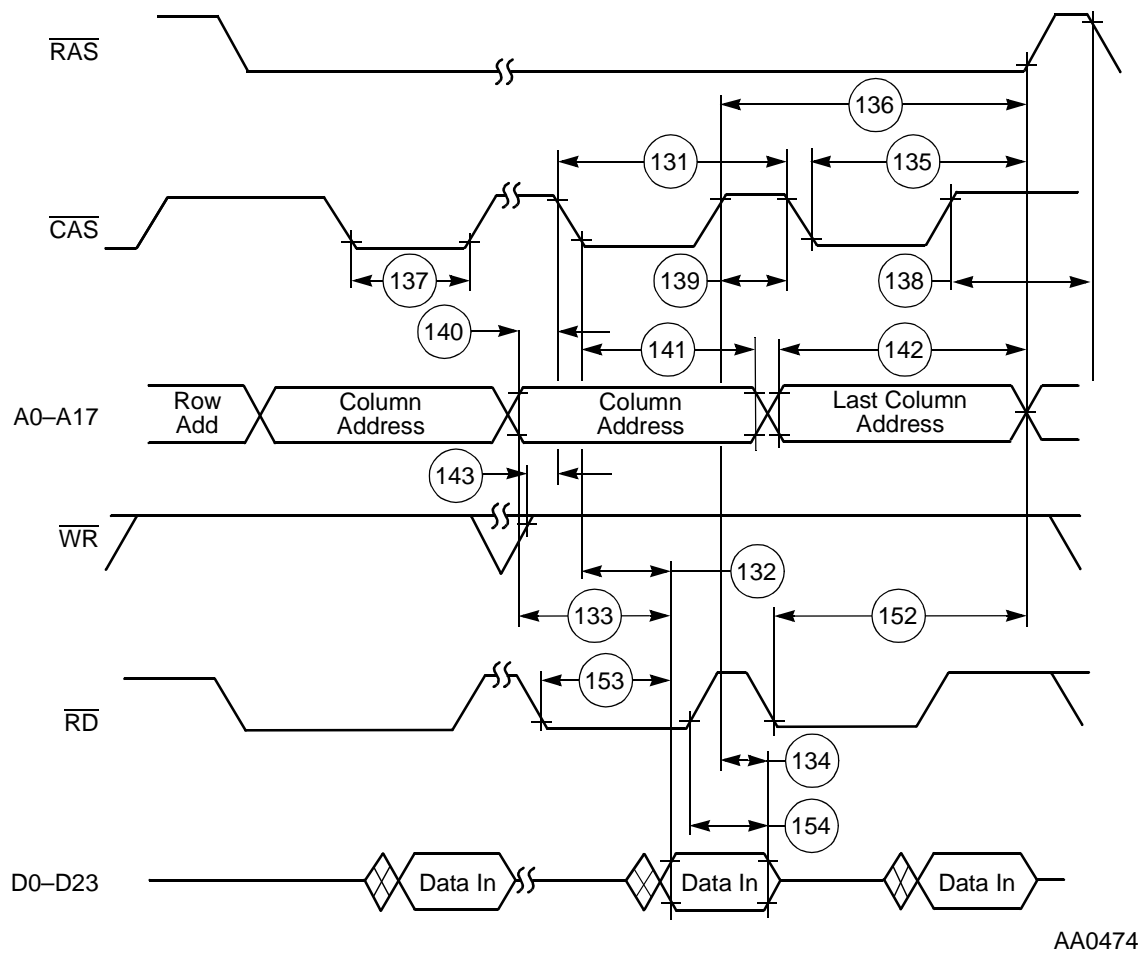 RAS
136
131
135
CAS
137
139
138
140
141
142
A0–A17
Row
Add
Column
Address
Column
Address
Last Column
Address
143
WR
132
133
152
153
RD
134
154
D0–D23
Data In
Data In
Data In
AA0474